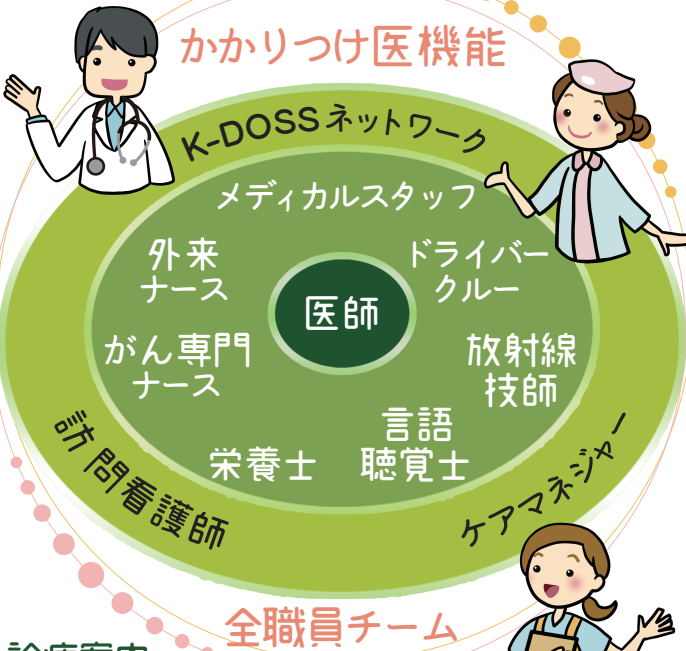 かかりつけ医機能
K-DOSSネットワーク
メディカルスタッフ
外来
ナース
ドライバー
クルー
医師
がん専門
ナース
放射線
技師
言語
聴覚士
栄養士
訪問看護師
ケアマネジャー
全職員チーム
診療案内